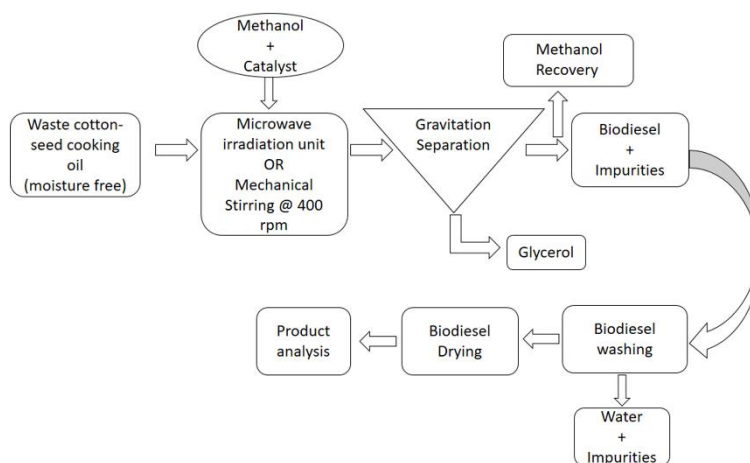 Methanol
+
Catalyst
Methanol
Recovery
Waste cotton-
seed cooking
oil
(moisture free)
Microwave
irradiation unit
OR
Mechanical
Stirring @ 400
rpm
Gravitation
Separation
Biodiesel
+
Impurities
Glycerol
Product
analysis
Biodiesel
Drying
Biodiesel
washing
Water
+
Impurities